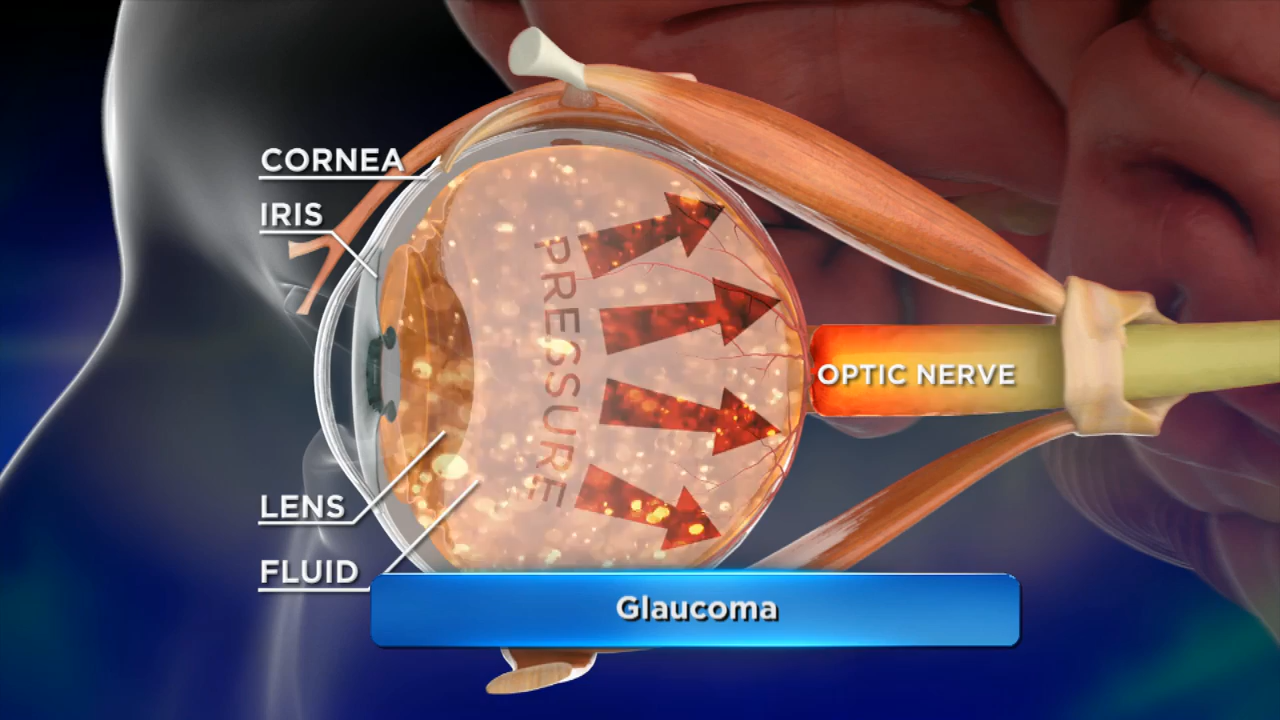 CORNEA
IRIS
PRESSURE
OPTIC NERVE
LENS
FLUID
Glaucoma